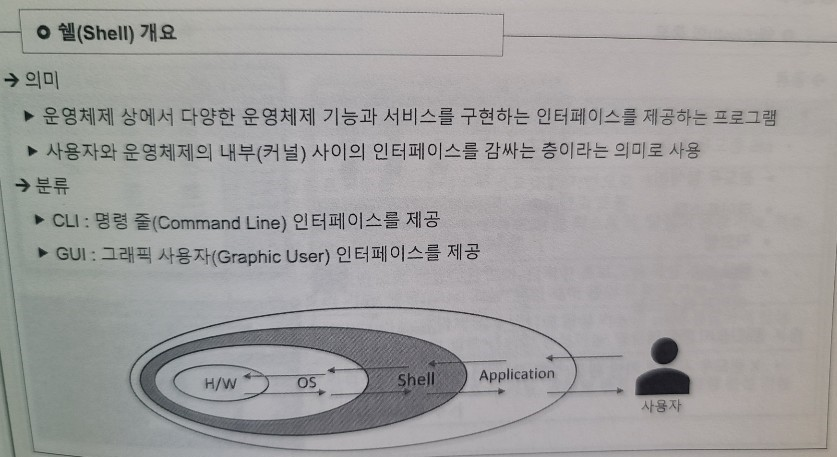 쉘(Shell) 개요
→ 의미
▶ 운영체제 상에서 다양한 운영체제 기능과 서비스를 구현하는 인터페이스를 제공하는 프로그램
▶ 사용자와 운영체제의 내부(커널) 사이의 인터페이스를 감싸는 층이라는 의미로 사용
→ 분류
▶ CLI : 명령 줄(Command Line) 인터페이스를 제공
▶ GUI : 그래픽 사용자(Graphic User) 인터페이스를 제공
H/W OS Shell Application
사용자